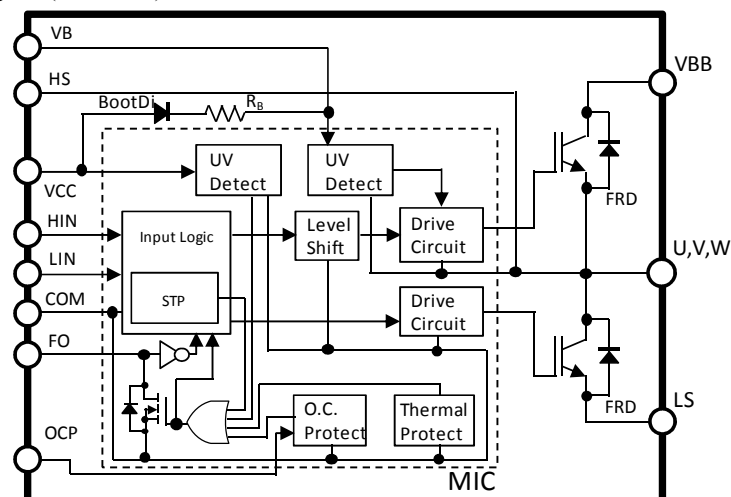 VB
HS
VBB
BootDi
R_B
UV
Detect
UV
Detect
VCC
FRD
HIN
Input Logic
Level
Shift
Drive
Circuit
U,V,W
LIN
STP
COM
Drive
Circuit
FO
FRD
O.C.
Protect
Thermal
Protect
LS
OCP
MIC